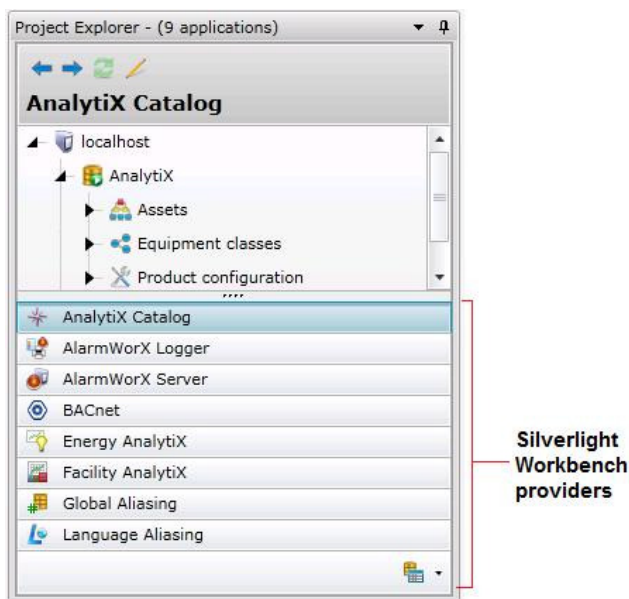 Project Explorer - (9 applications)
AnalytiX Catalog
localhost
AnalytiX
Assets
Equipment classes
Product configuration
AnalytiX Catalog
AlarmWorX Logger
AlarmWorX Server
BACnet
Energy AnalytiX
Facility AnalytiX
Global Aliasing
Language Aliasing
Silverlight
Workbench
providers